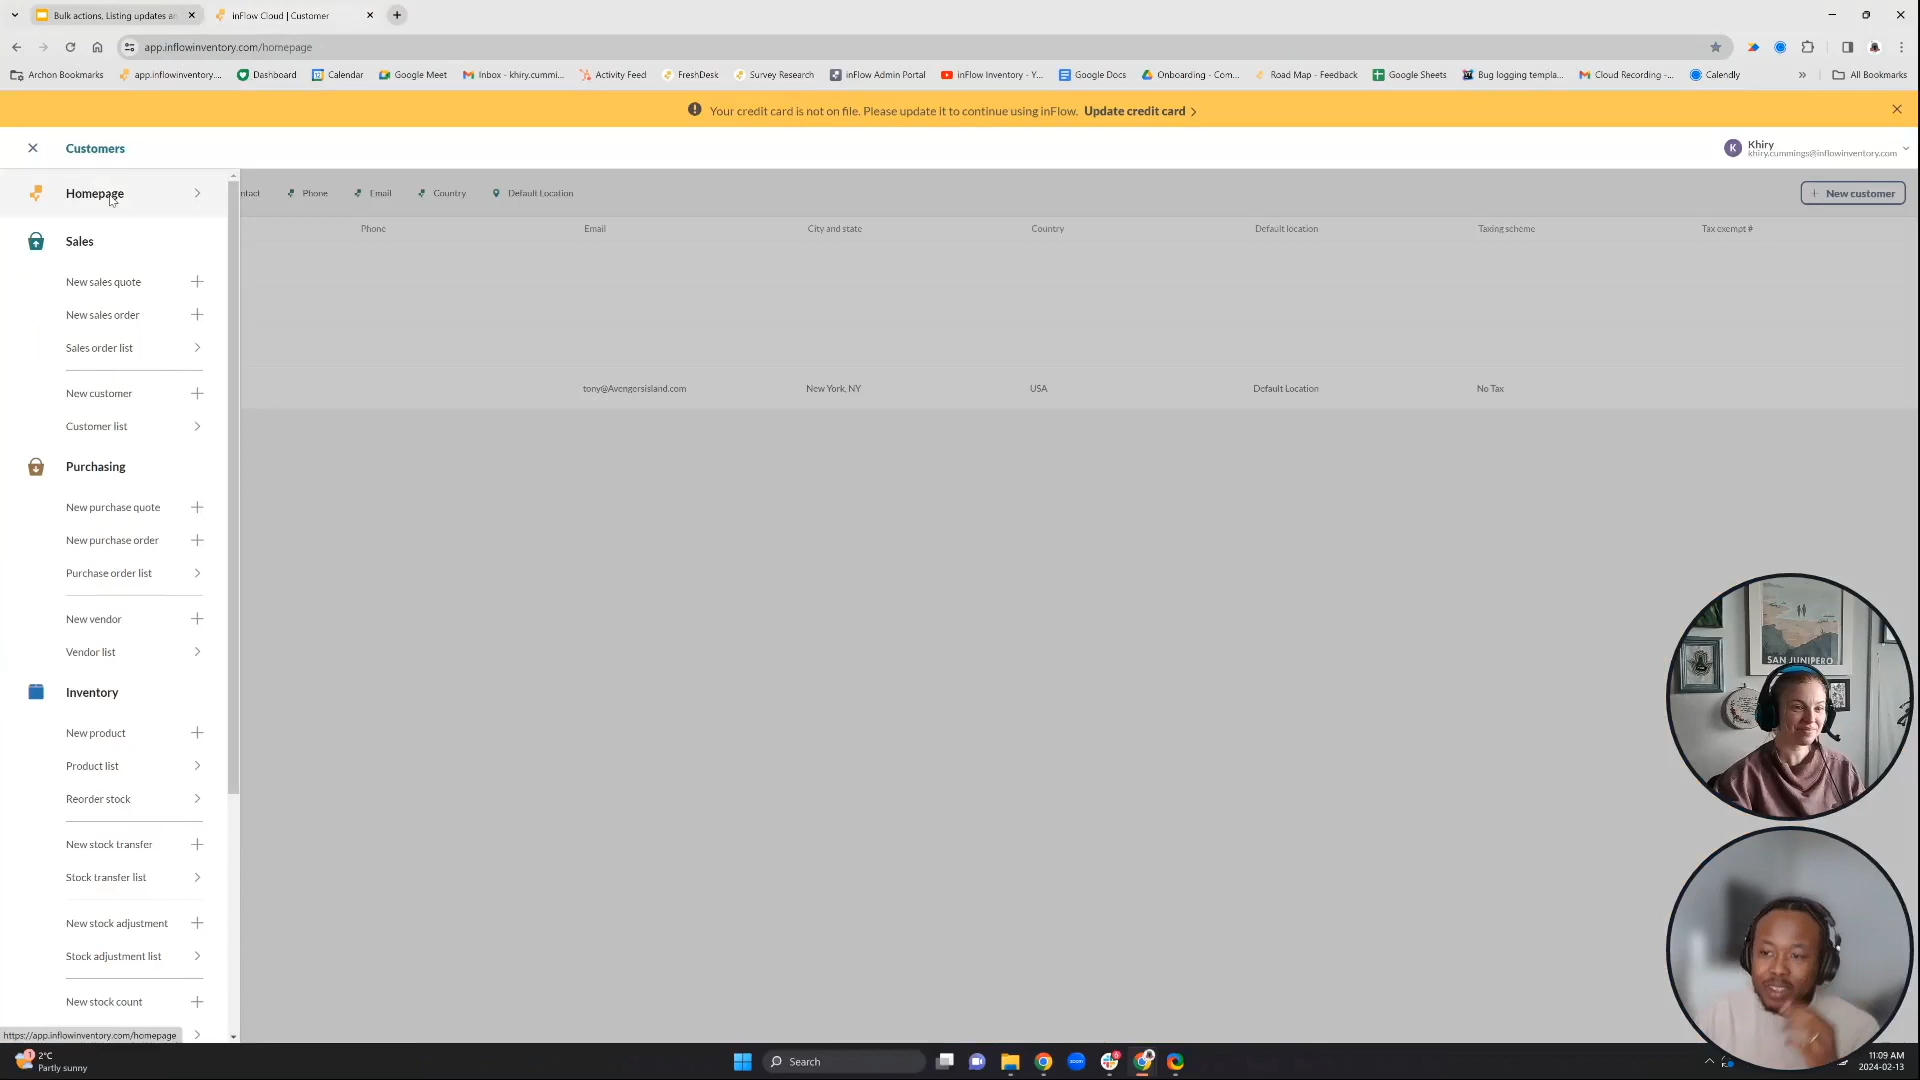 Bulk actions, Listing updates an
inFlow Cloud | Customer
app.inflowinventory.com/homepage
Archon Bookmarks
app.inflowinventory....
Dashboard
Calendar
Google Meet
Inbox - khiry.cummi...
Activity Feed
FreshDesk
Survey Research
inFlow Admin Portal
inFlow Inventory - Y...
Google Docs
Onboarding - Com...
Road Map - Feedback
Google Sheets
Bug logging templa...
Cloud Recording -...
Calendly
All Bookmarks
Your credit card is not on file. Please update it to continue using inFlow. Update credit card
Customers
K
Khiry
khiry.cummings@inflowinventory.com
Homepage
ntact
Phone
Email
Country
Default Location
+ New customer
Phone
Email
City and state
Country
Default location
Taxing scheme
Tax exempt #
Sales
New sales quote
New sales order
Sales order list
tony@Avengersisland.com
New York, NY
USA
Default Location
No Tax
New customer
Customer list
Purchasing
New purchase quote
New purchase order
Purchase order list
New vendor
Vendor list
Inventory
New product
Product list
Reorder stock
New stock transfer
Stock transfer list
New stock adjustment
Stock adjustment list
New stock count
https://app.inflowinventory.com/homepage
SAN JUNIPERO
1
2°C
Partly sunny
Search
zoom
11:09 AM
2024-02-13